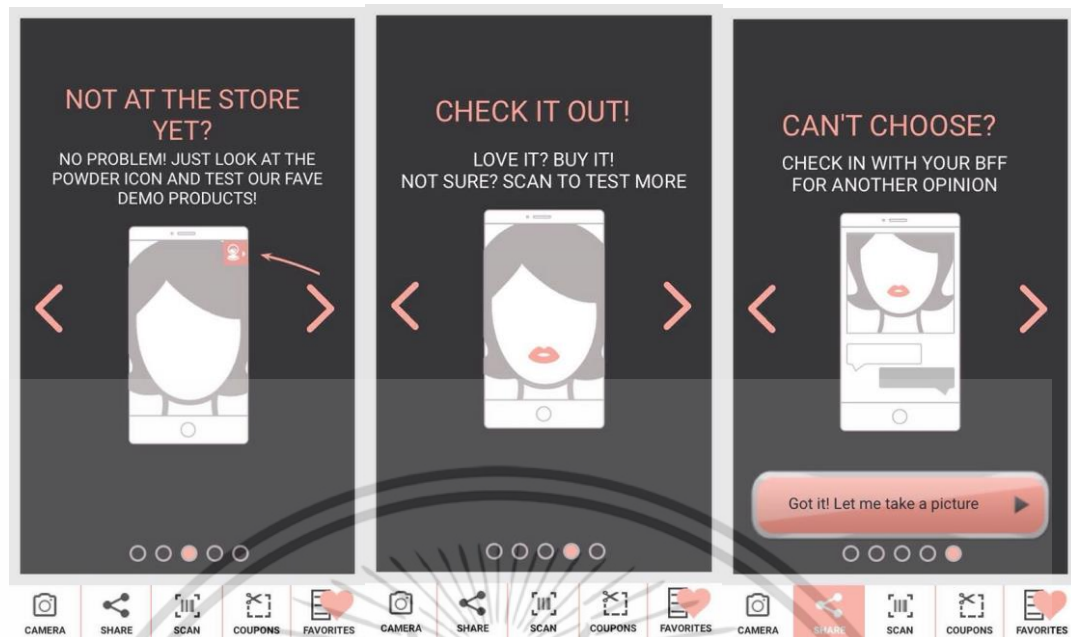 NOT AT THE STORE
YET?
NO PROBLEM! JUST LOOK AT THE
POWDER ICON AND TEST OUR FAVE
DEMO PRODUCTS!
CAMERA
SHARE
SCAN
COUPONS
FAVORITES
CHECK IT OUT!
LOVE IT? BUY IT!
NOT SURE? SCAN TO TEST MORE
CAMERA
SHARE
SCAN
COUPONS
FAVORITES
CAN'T CHOOSE?
CHECK IN WITH YOUR BFF
FOR ANOTHER OPINION
Got it! Let me take a picture
CAMERA
SHARE
SCAN
COUPONS
FAVORITES